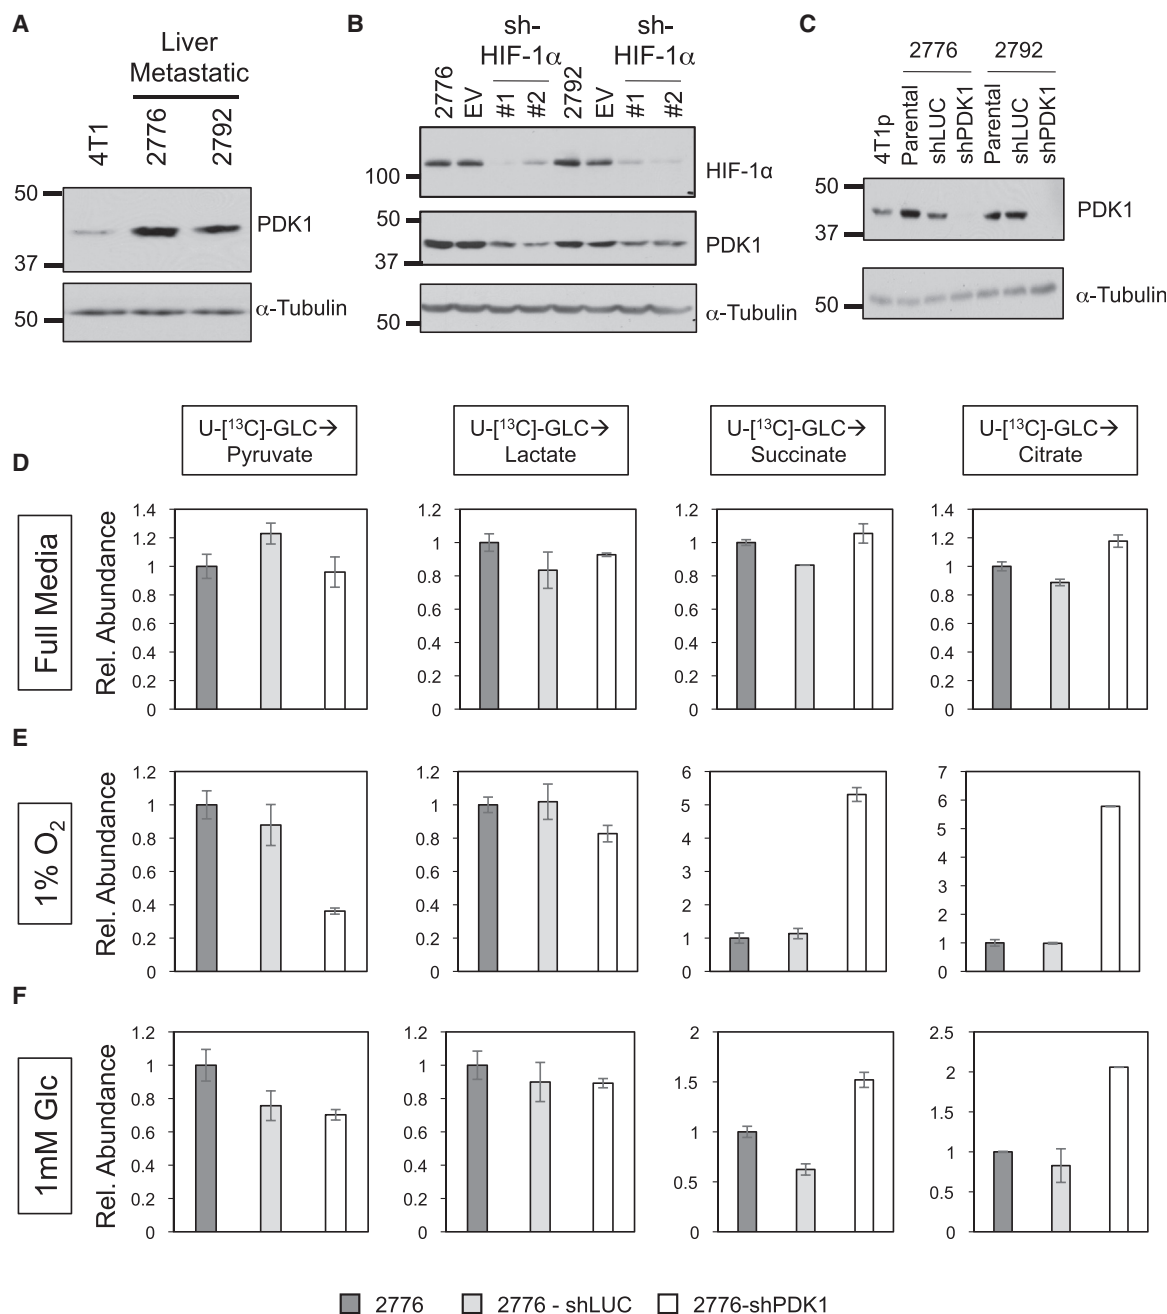 A
Liver
Metastatic
4T1
2776
2792
50
37
PDK1
50
α-Tubulin
B
sh-
HIF-1α
sh-
HIF-1α
2776
EV
#1
#2
2792
EV
#1
#2
100
HIF-1α
50
37
PDK1
50
α-Tubulin
C
2776
2792
4T1p
Parental
shLUC
shPDK1
Parental
shLUC
shPDK1
50
37
PDK1
50
α-Tubulin
U-[¹³C]-GLC→
Pyruvate
U-[¹³C]-GLC→
Lactate
U-[¹³C]-GLC→
Succinate
U-[¹³C]-GLC→
Citrate
D
Full Media
Rel. Abundance
1.4
1.2
1
0.8
0.6
0.4
0.2
0
1.2
1
0.8
0.6
0.4
0.2
0
1.2
1
0.8
0.6
0.4
0.2
0
1.4
1.2
1
0.8
0.6
0.4
0.2
0
E
1% O₂
Rel. Abundance
1.2
1
0.8
0.6
0.4
0.2
0
1.2
1
0.8
0.6
0.4
0.2
0
6
5
4
3
2
1
0
7
6
5
4
3
2
1
0
F
1mM Glc
Rel. Abundance
1.2
1
0.8
0.6
0.4
0.2
0
1.2
1
0.8
0.6
0.4
0.2
0
2
1.5
1
0.5
0
2.5
2
1.5
1
0.5
0
2776
2776 - shLUC
2776-shPDK1